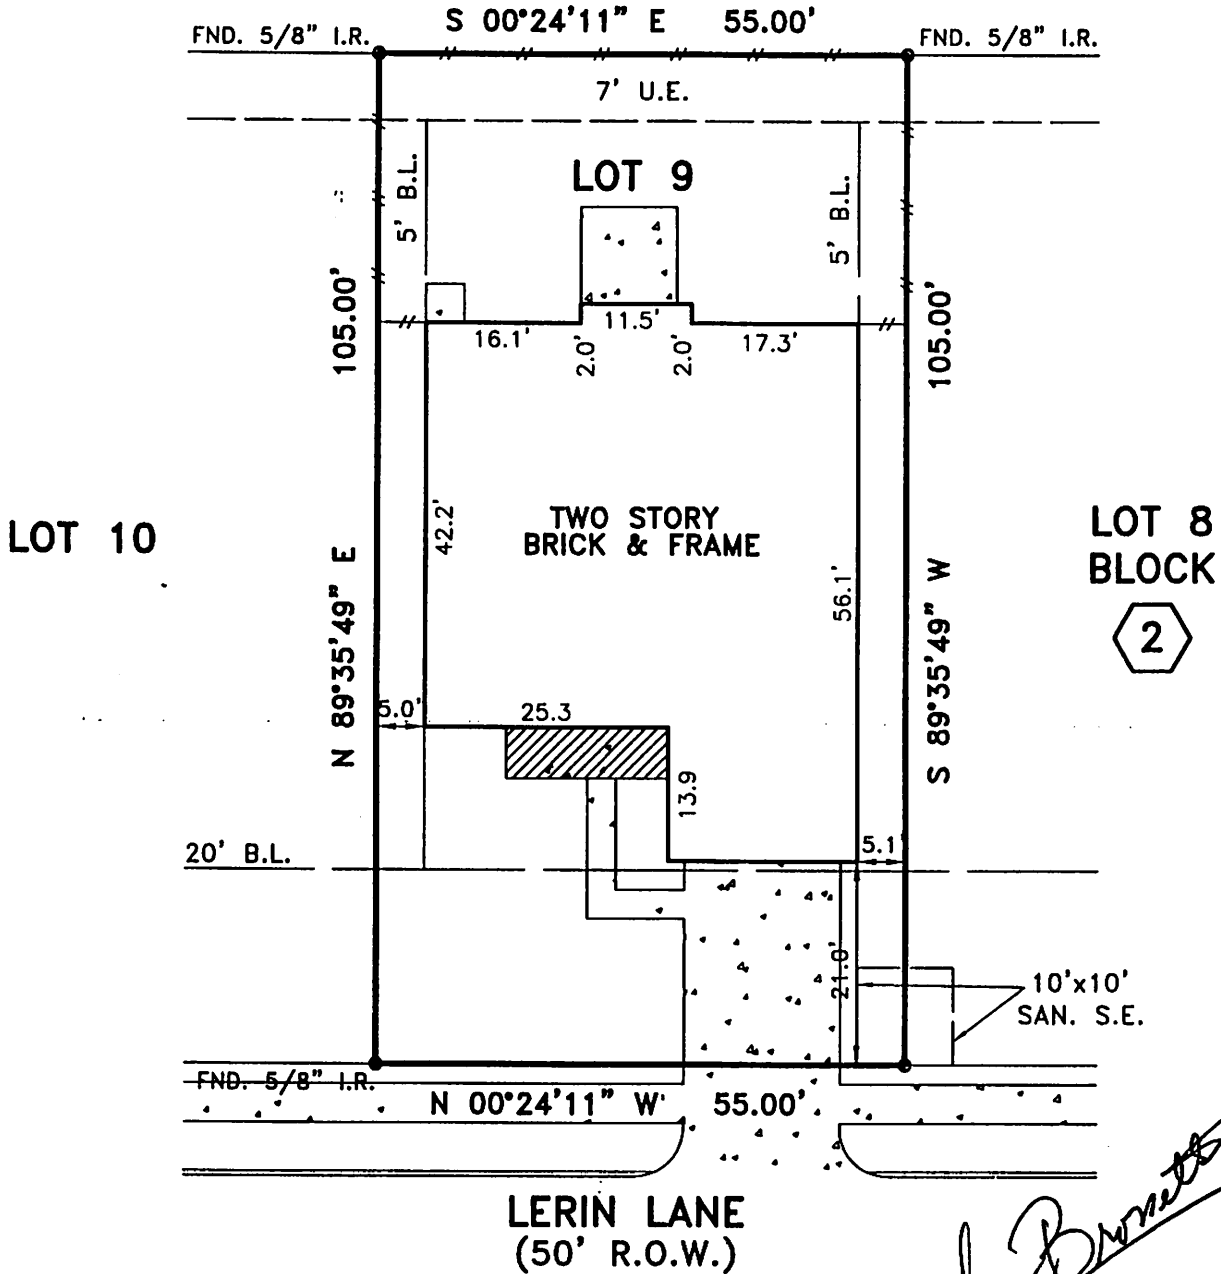 S 00°24'11" E 55.00'
FND. 5/8" I.R.
FND. 5/8" I.R.
7' U.E.
LOT 9
5' B.L.
5' B.L.
105.00'
105.00'
16.1'
2.0'
11.5'
2.0'
17.3'
LOT 10
42.2'
TWO STORY
BRICK & FRAME
56.1'
LOT 8
BLOCK
2
N 89°35'49" E
S 89°35'49" W
5.0'
25.3
13.9
5.1'
20' B.L.
21.0'
10'x10'
SAN. S.E.
FND. 5/8" I.R.
N 00°24'11" W 55.00'
LERIN LANE
(50' R.O.W.)